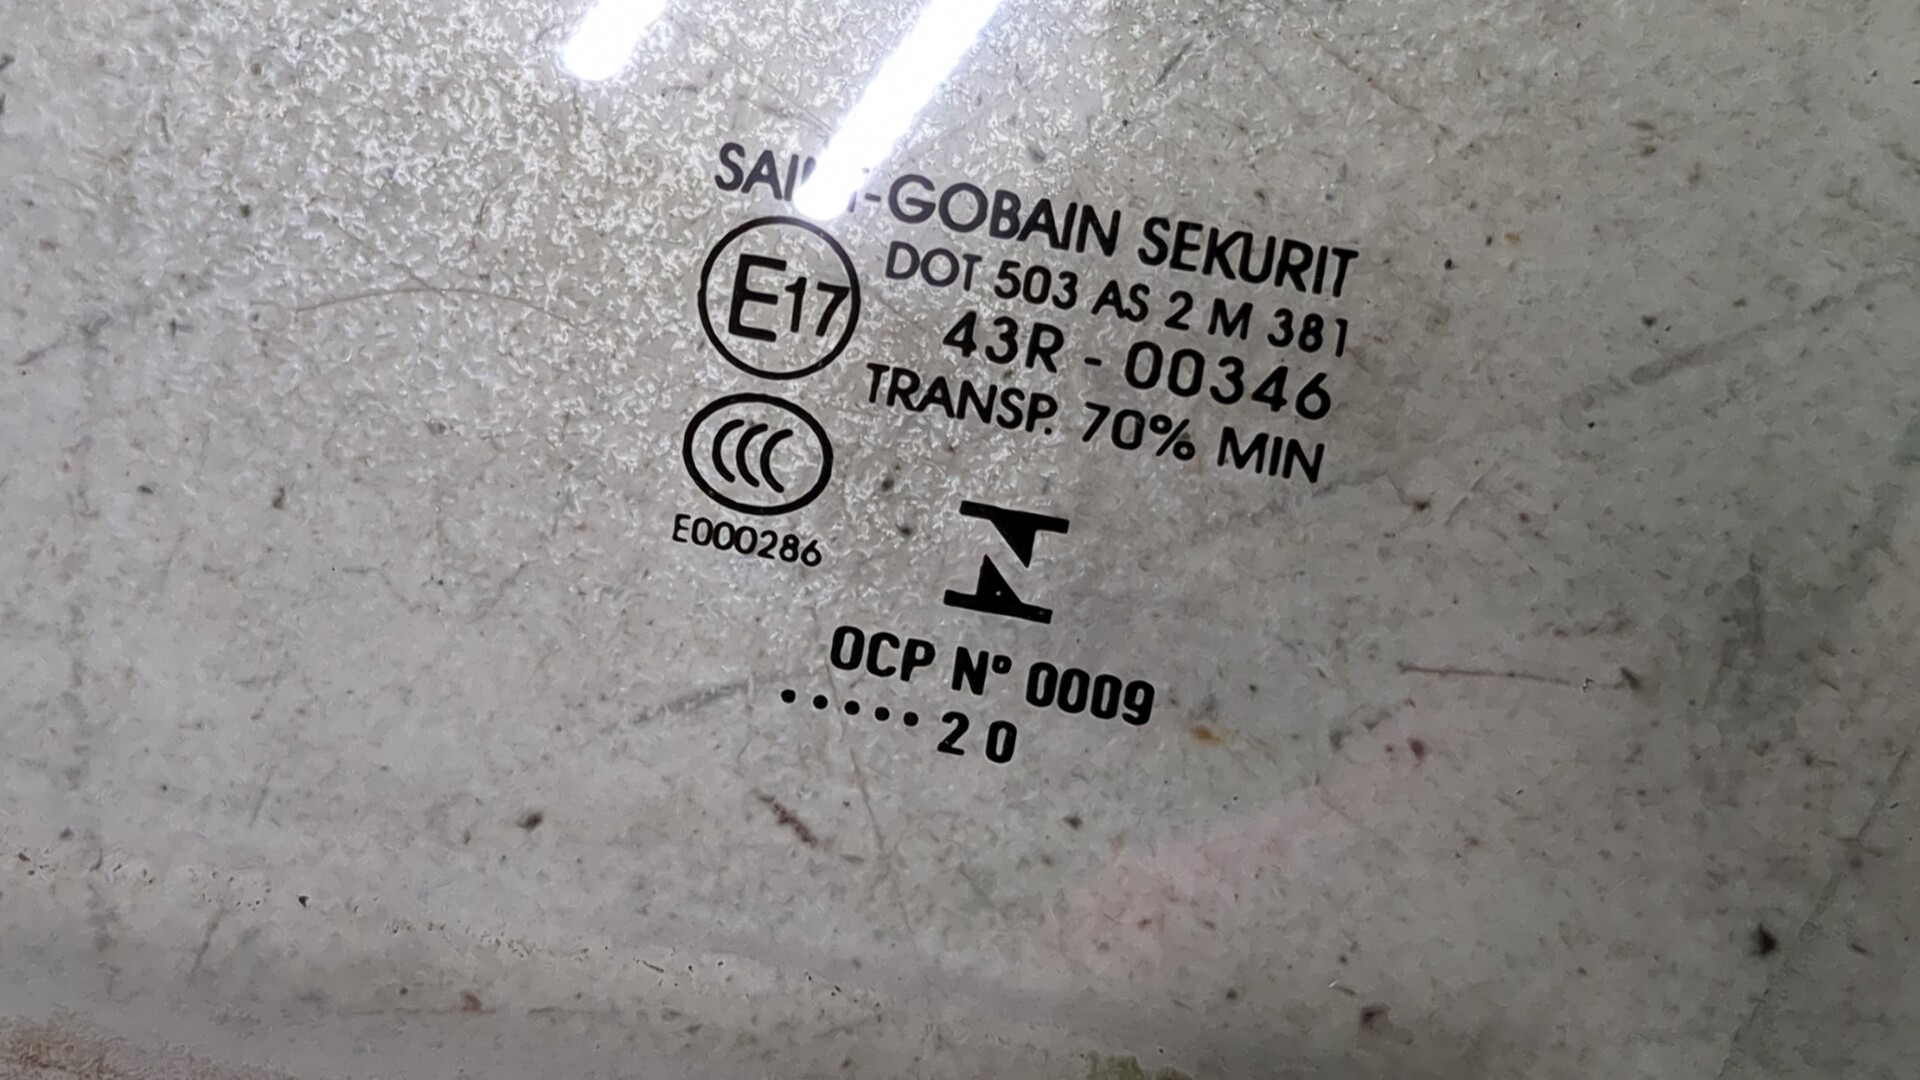 SAINT-GOBAIN SEKURIT
E17
DOT 503 AS 2 M 381
43R - 00346
TRANSP. 70% MIN
CCC
E000286
OCP Nº 0009
.....20